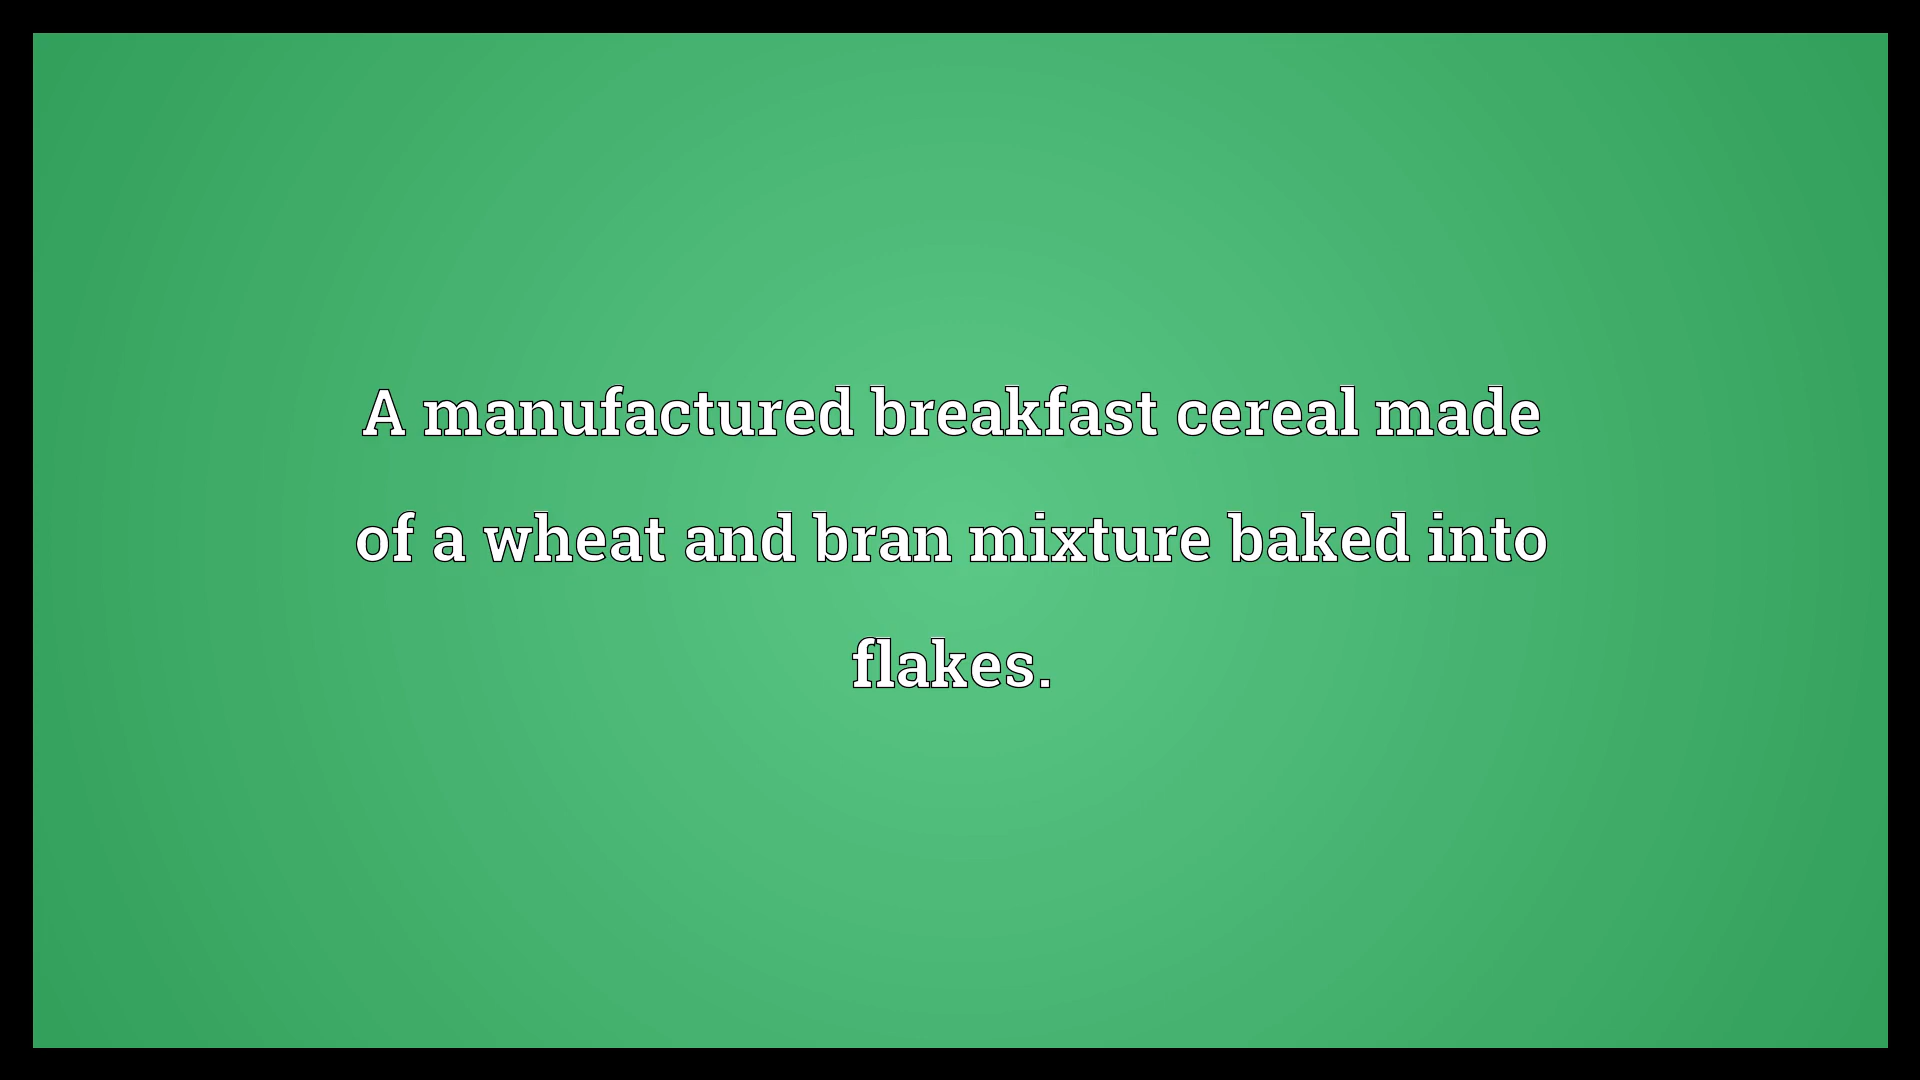 A manufactured breakfast cereal made
of a wheat and bran mixture baked into
flakes.